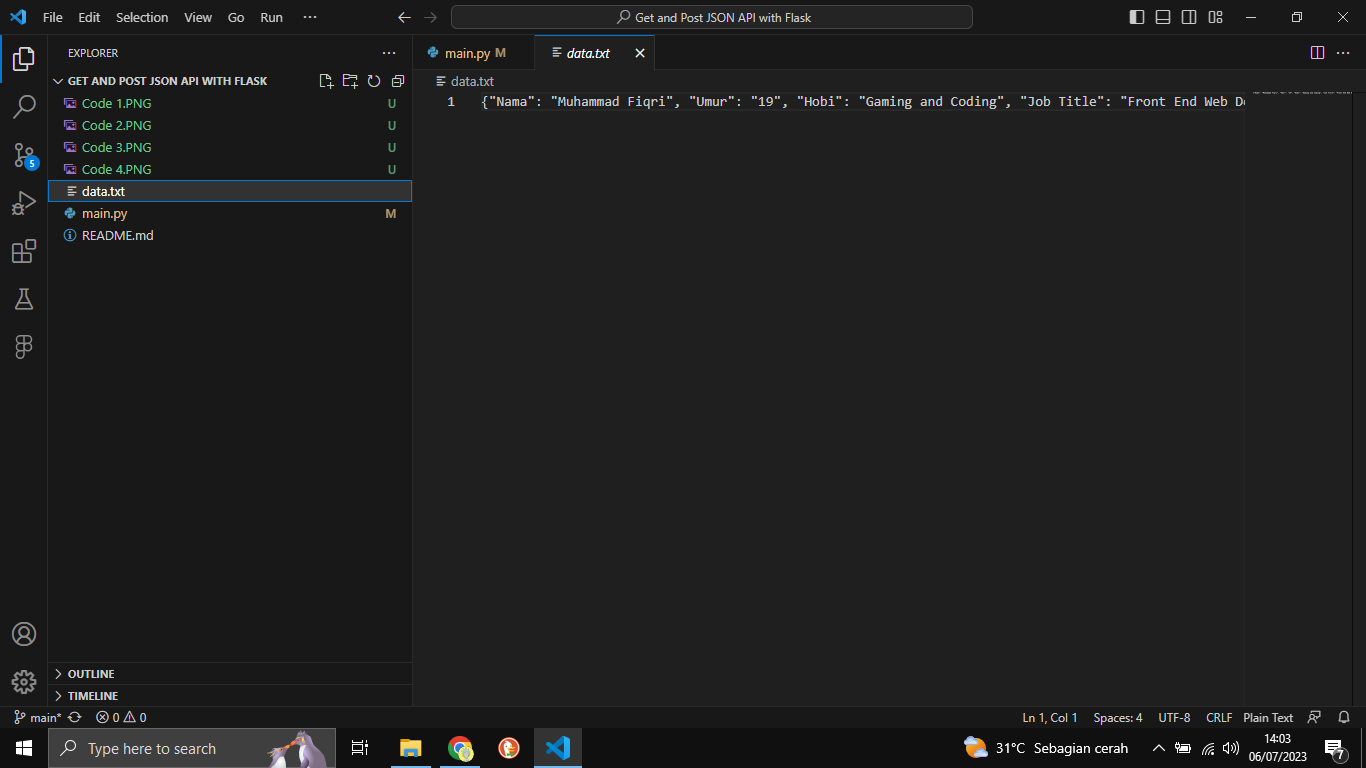 File Edit Selection View Go Run ···
Get and Post JSON API with Flask
EXPLORER
GET AND POST JSON API WITH FLASK
Code 1.PNG U
Code 2.PNG U
Code 3.PNG U
Code 4.PNG U
data.txt
main.py M
README.md
OUTLINE
TIMELINE
5
main.py M
data.txt
data.txt
1 {"Nama": "Muhammad Fiqri", "Umur": "19", "Hobi": "Gaming and Coding", "Job Title": "Front End Web De
main* 0 0
Ln 1, Col 1 Spaces: 4 UTF-8 CRLF Plain Text
Type here to search
31°C Sebagian cerah
14:03
06/07/2023
7